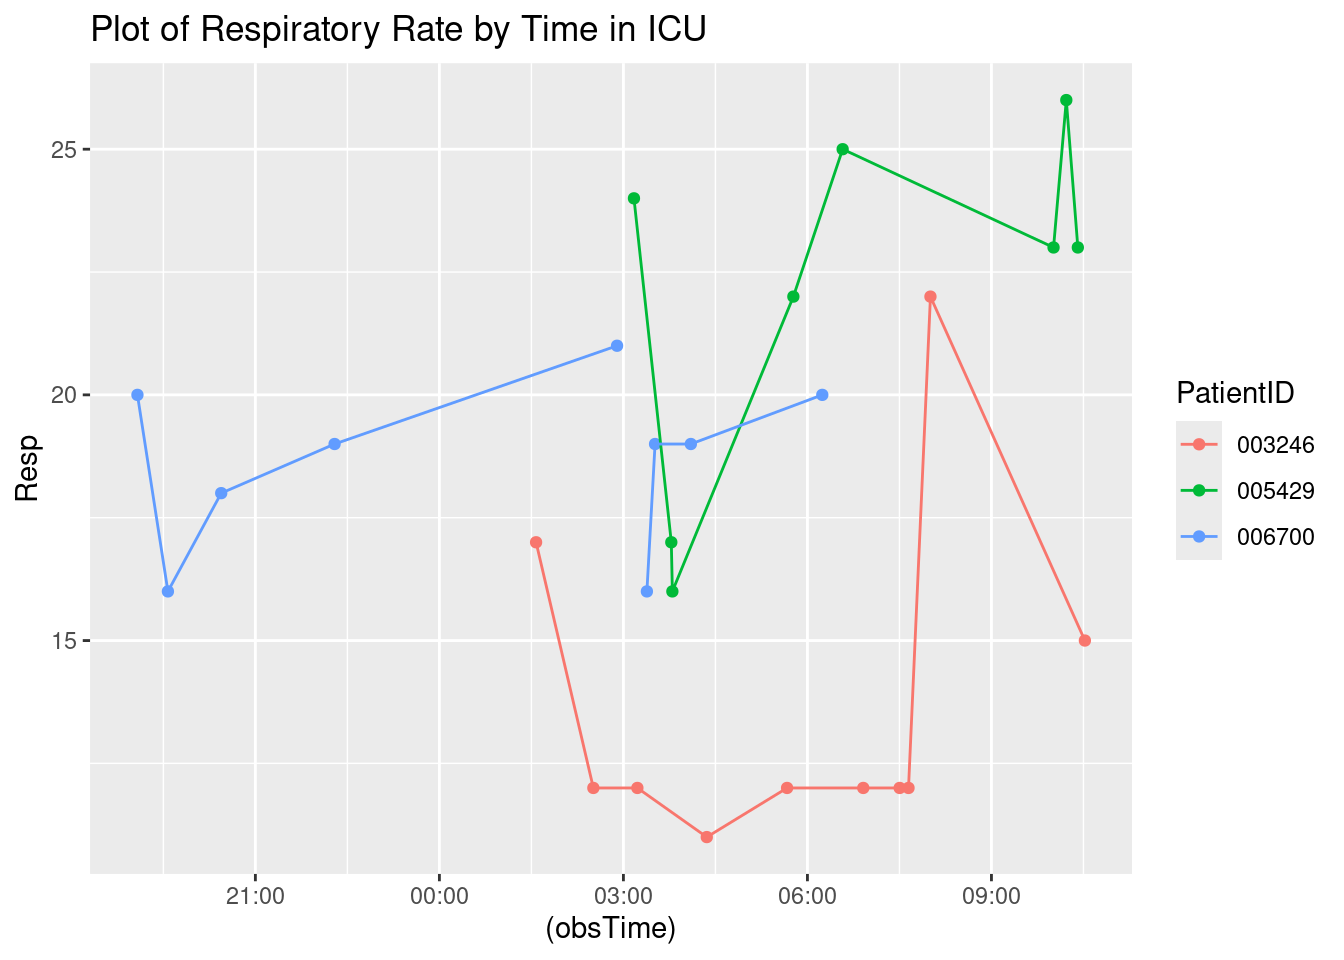 Plot of Respiratory Rate by Time in ICU
25
20
15
Resp
21:00
00:00
03:00
06:00
09:00
(obsTime)
PatientID
003246
005429
006700